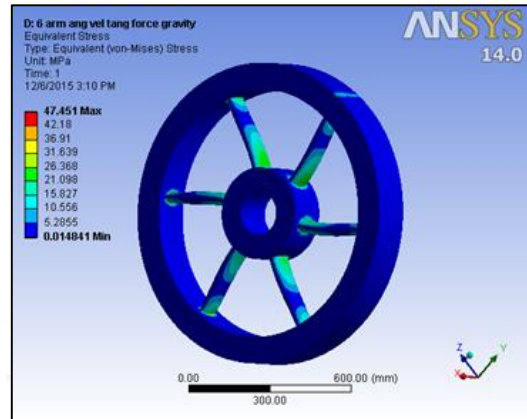 D: 6 arm ang vel tang force gravity
Equivalent Stress
Type: Equivalent (von-Mises) Stress
Unit: MPa
Time: 1
12/6/2015 3:10 PM
ANSYS
14.0
47.451 Max
42.18
36.91
31.639
26.368
21.098
15.827
10.556
5.2855
0.014841 Min
0.00
600.00 (mm)
300.00
Z
Y
X